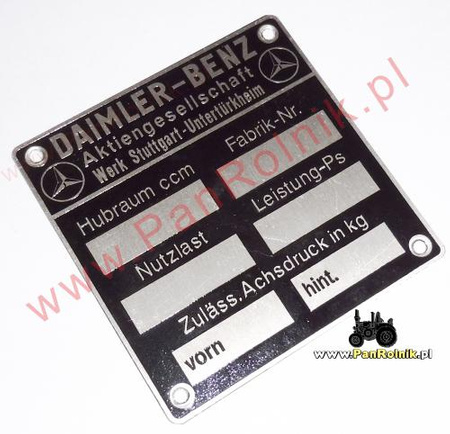 DAIMLER-BENZ
Aktiengesellschaft
Werk Stuttgart-Untertürkheim
Hubraum ccm
Fabrik-Nr.
Nutzlast
Leistung-Ps
Zuläss.Achsdruck in kg
vorn
hint.
www.PanRolnik.pl
www.PanRolnik.pl